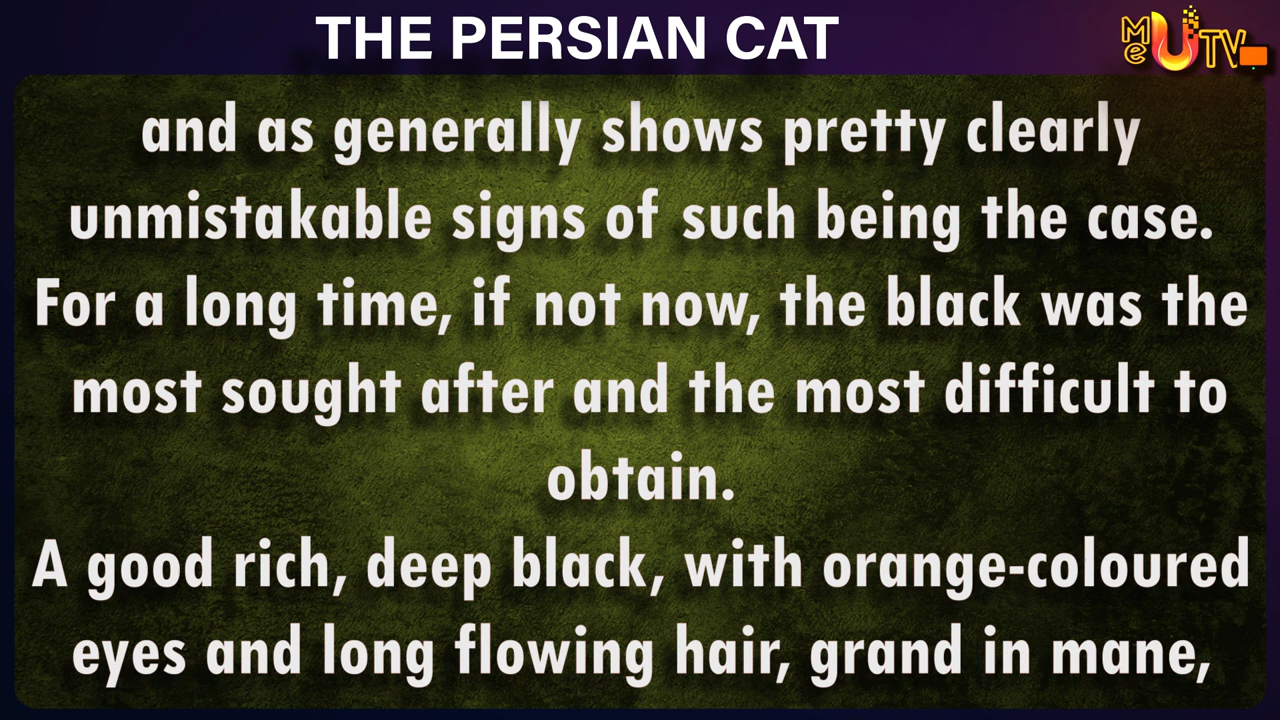 THE PERSIAN CAT
Me U TV
and as generally shows pretty clearly
unmistakable signs of such being the case.
For a long time, if not now, the black was the
most sought after and the most difficult to
obtain.
A good rich, deep black, with orange-coloured
eyes and long flowing hair, grand in mane,